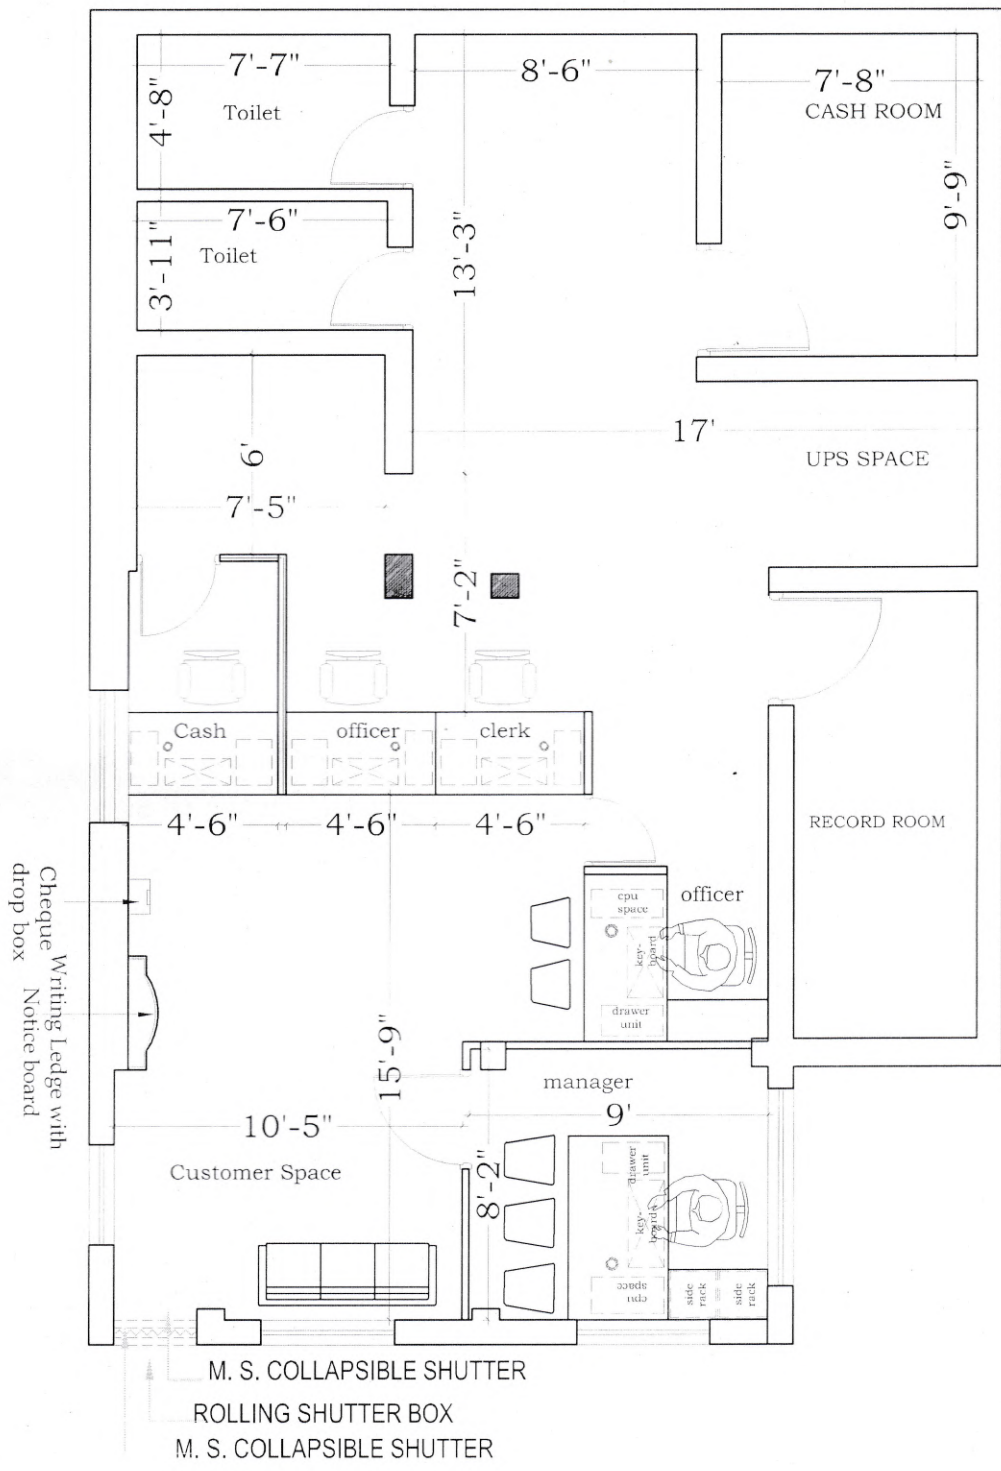 7'-7"
8'-6"
7'-8"
4'-8"
Toilet
CASH ROOM
9'-9"
7'-6"
3'-11"
Toilet
13'-3"
17'
6'
UPS SPACE
7'-5"
7'-2"
Cash
officer
clerk
4'-6"
4'-6"
4'-6"
RECORD ROOM
Cheque
drop box
Writing Ledge with
Notice board
cpu
space
officer
key-
board
drawer
unit
15'-9"
manager
9'
10'-5"
Customer Space
8'-2"
drawer
unit
key-
board
cpu
space
side
rack
side
rack
M. S. COLLAPSIBLE SHUTTER
ROLLING SHUTTER BOX
M. S. COLLAPSIBLE SHUTTER